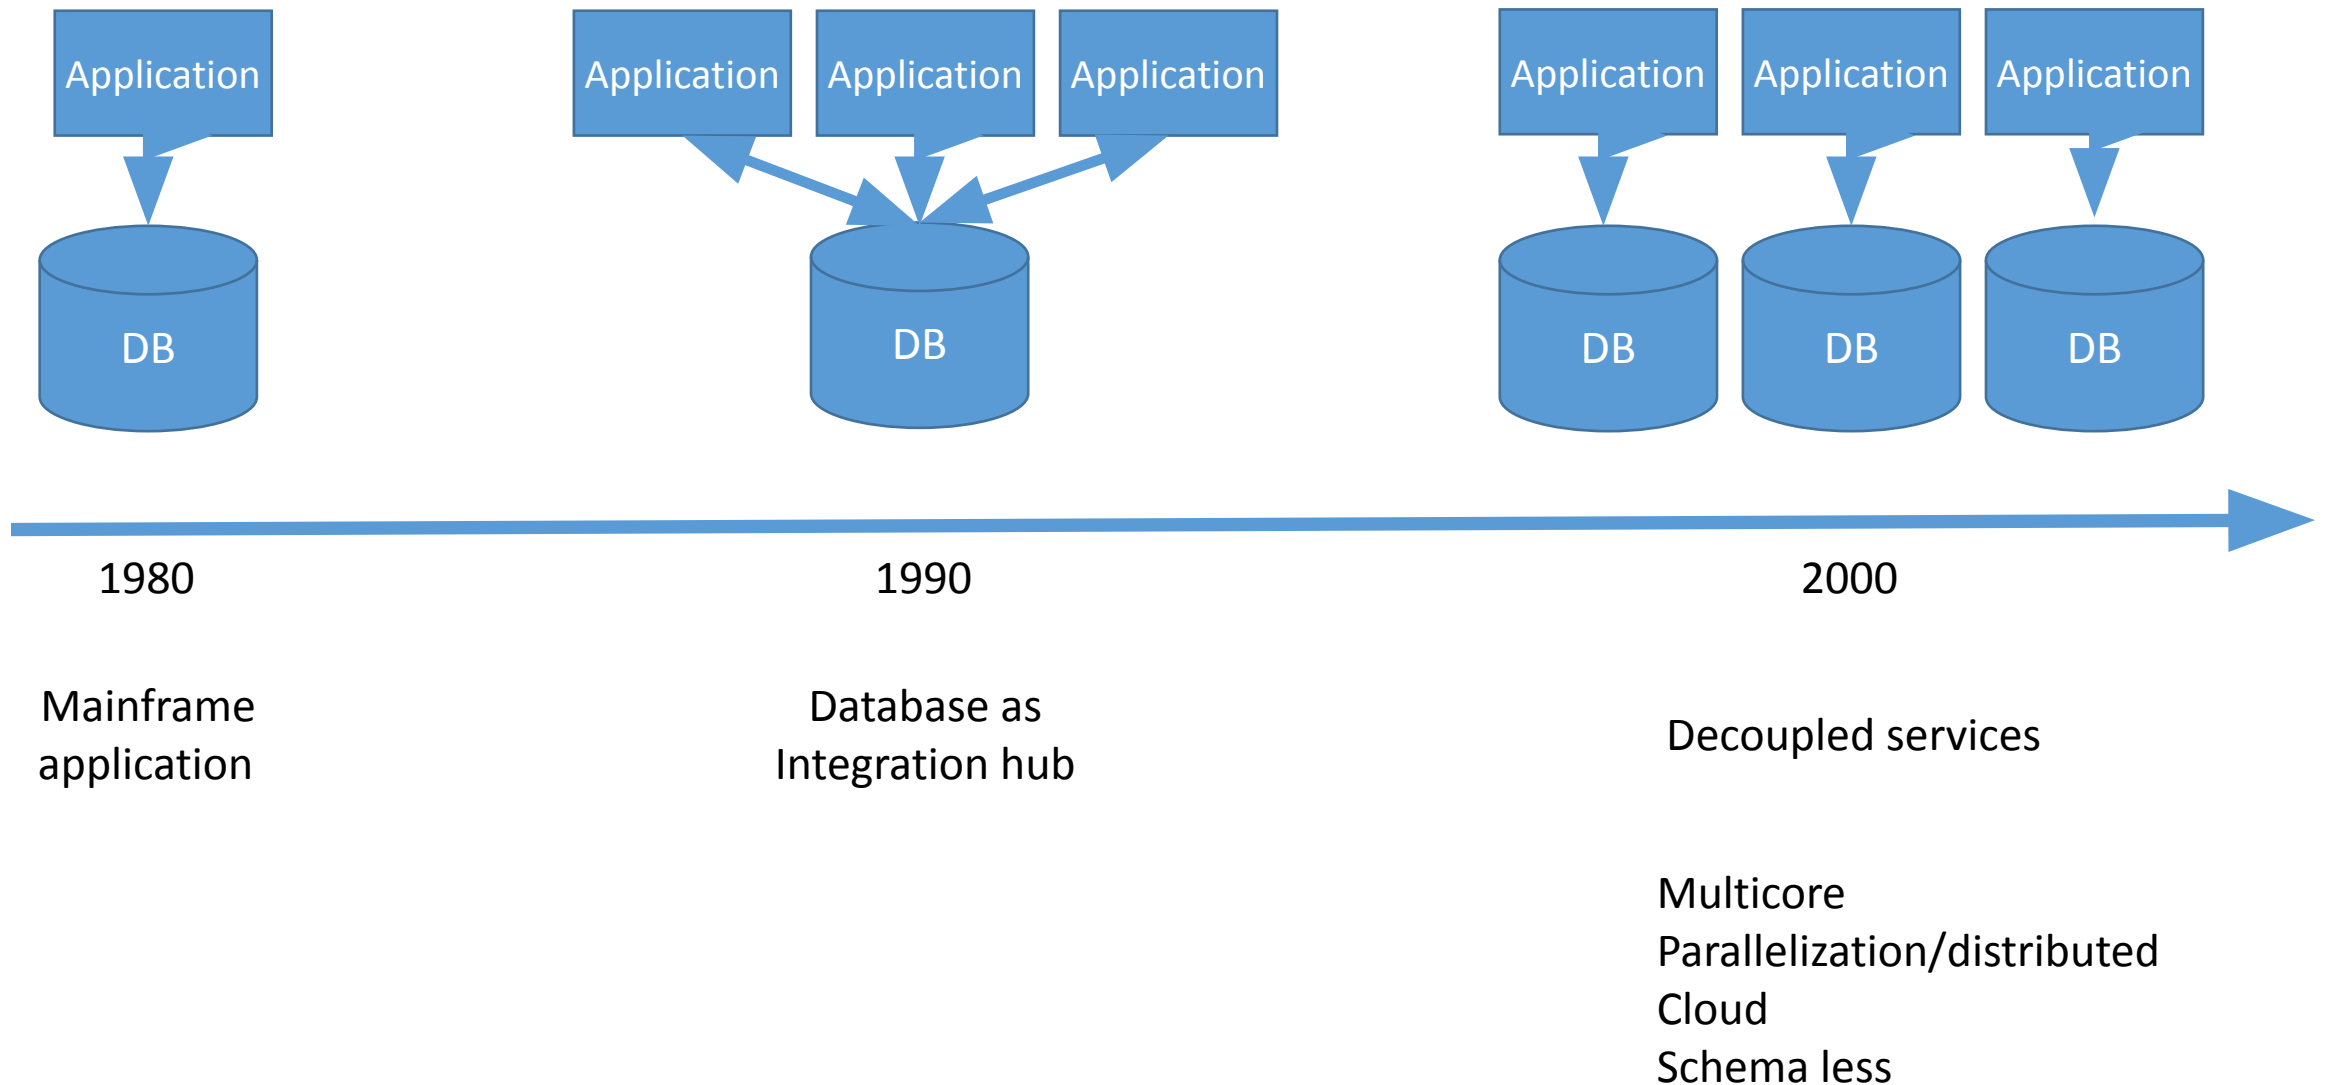 Application
Application
Application
Application
Application
Application
Application
DB
DB
DB
DB
DB
1980
1990
2000
Mainframe
application
Database as
Integration hub
Decoupled services
Multicore
Parallelization/distributed
Cloud
Schema less